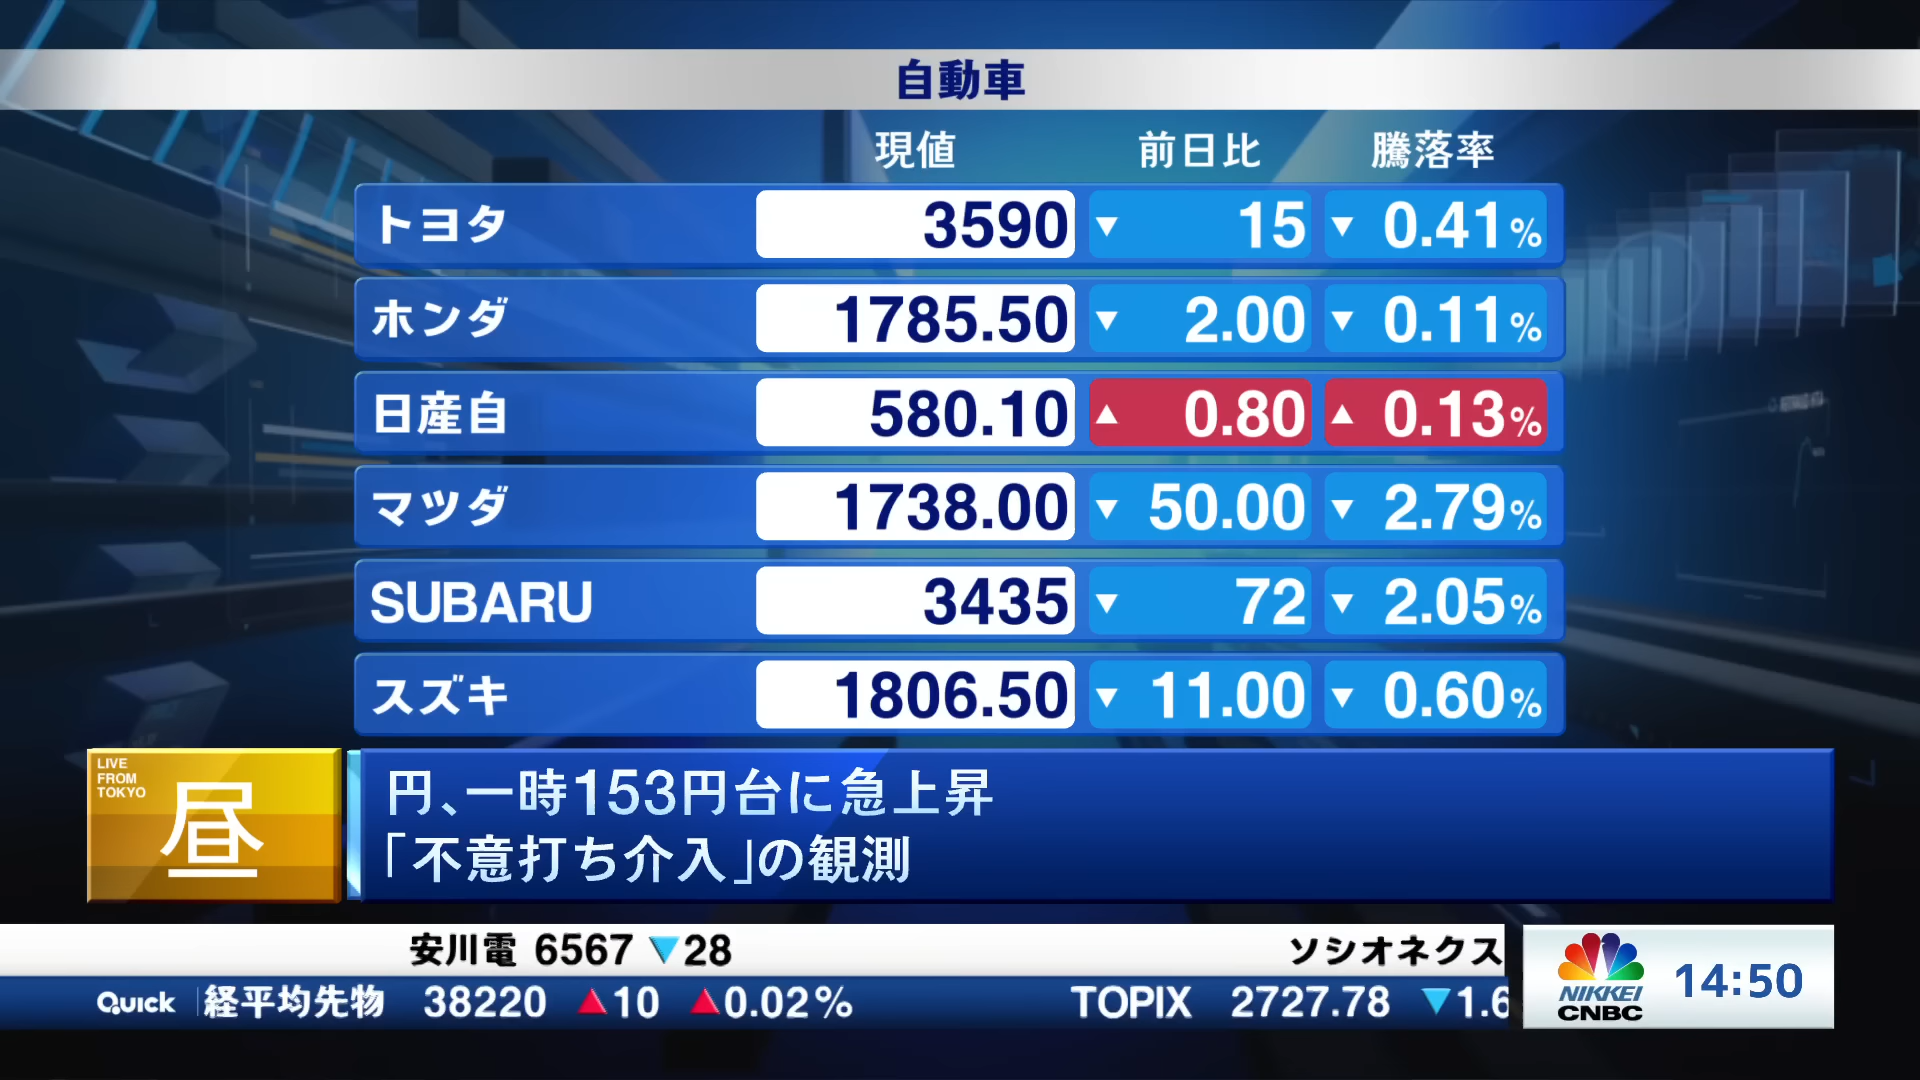 自動車
現値 前日比 騰落率
トヨタ 3590 ▼ 15 ▼ 0.41%
ホンダ 1785.50 ▼ 2.00 ▼ 0.11%
日産自 580.10 ▲ 0.80 ▲ 0.13%
マツダ 1738.00 ▼ 50.00 ▼ 2.79%
SUBARU 3435 ▼ 72 ▼ 2.05%
スズキ 1806.50 ▼ 11.00 ▼ 0.60%
LIVE
FROM
TOKYO
昼
円、一時153円台に急上昇
「不意打ち介入」の観測
安川電 6567 ▼28 ソシオネクス
QUICK 経平均先物 38220 ▲10 ▲0.02% TOPIX 2727.78 ▼1.6
NIKKEI
CNBC
14:50